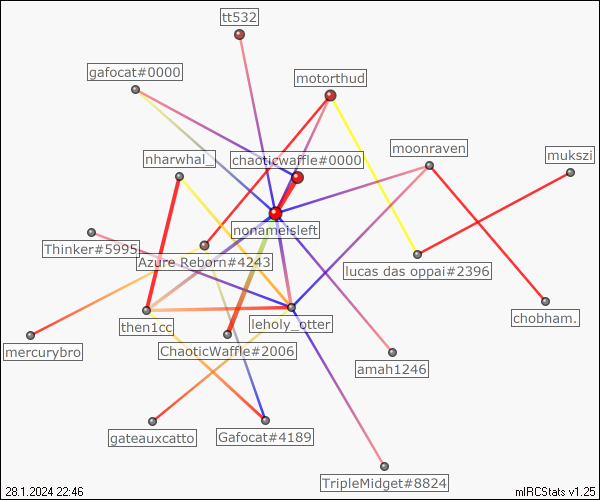 tt532
gafocat#0000
motorthud
nharwhal_
chaoticwaffle#0000
moonraven
mukszi
nonameisleft
Thinker#5995
Azure Reborn#4243
lucas das oppai#2396
then1cc
leholy_otter
chobham.
mercurybro
ChaoticWaffle#2006
amah1246
gateauxcatto
Gafocat#4189
TripleMidget#8824
28.1.2024 22:46
mIRCStats v1.25